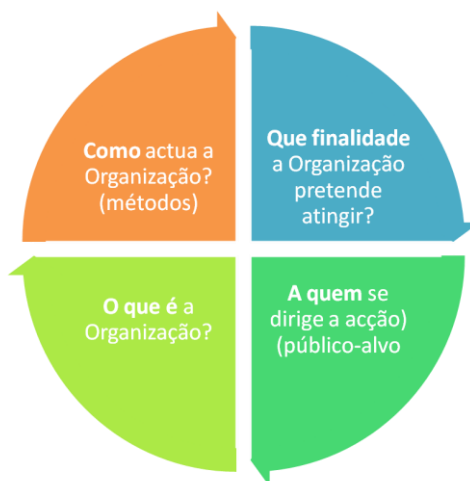 Como actua a
Organização?
(métodos)
Que finalidade
a Organização
pretende
atingir?
O que é a
Organização?
A quem se
dirige a acção)
(público-alvo